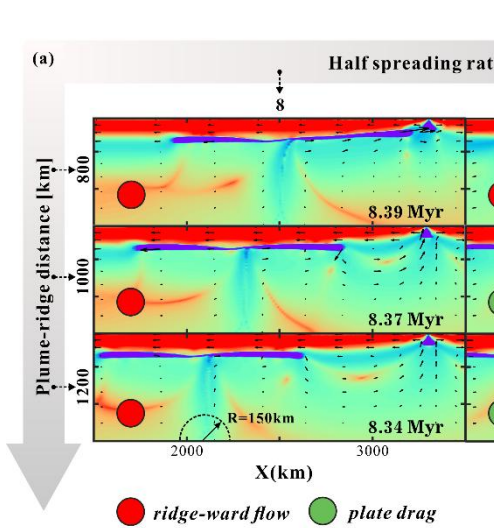 (a)
Half spreading rat
8
Plume-ridge distance [km]
800
8.39 Myr
1000
8.37 Myr
1200
R=150km
8.34 Myr
2000
3000
X(km)
ridge-ward flow
plate drag